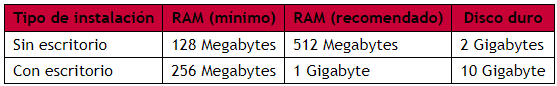 Tipo de instalación RAM (mínimo) RAM (recomendado) Disco duro
Sin escritorio 128 Megabytes 512 Megabytes 2 Gigabytes
Con escritorio 256 Megabytes 1 Gigabyte 10 Gigabyte